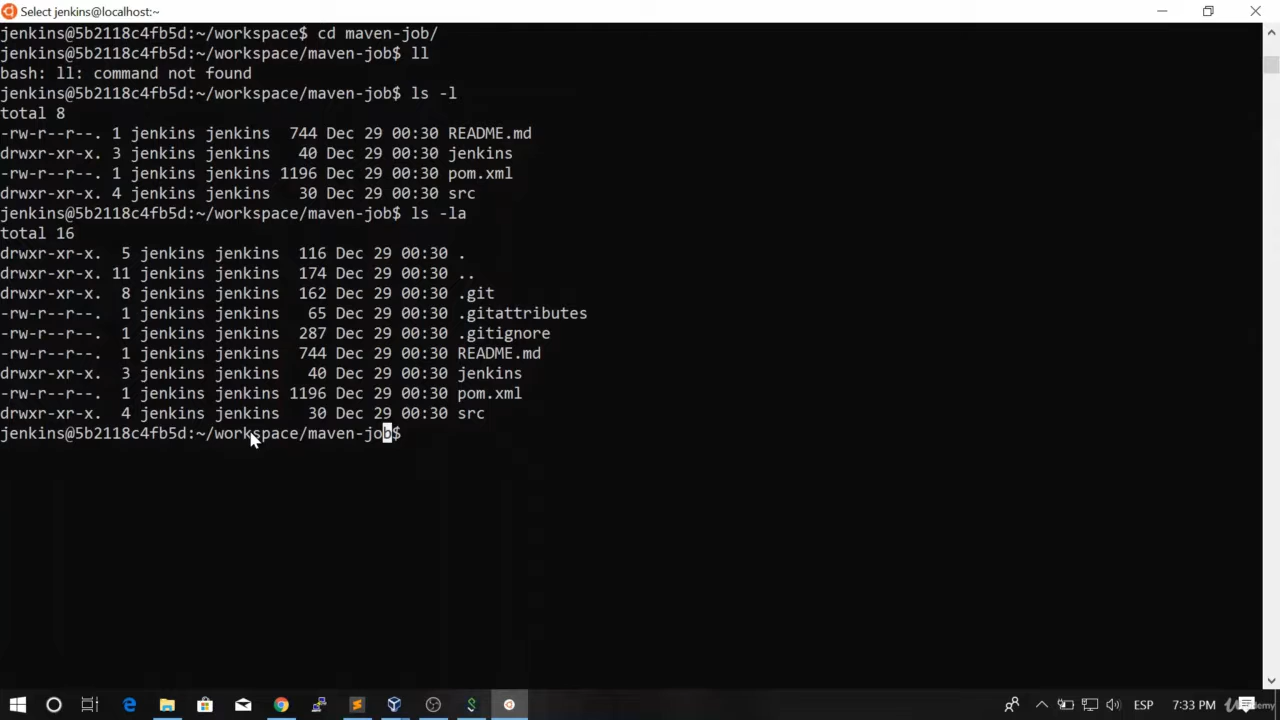 Select jenkins@localhost:~
jenkins@5b2118c4fb5d:~/workspace$ cd maven-job/
jenkins@5b2118c4fb5d:~/workspace/maven-job$ ll
bash: ll: command not found
jenkins@5b2118c4fb5d:~/workspace/maven-job$ ls -l
total 8
-rw-r--r--. 1 jenkins jenkins  744 Dec 29 00:30 README.md
drwxr-xr-x. 3 jenkins jenkins   40 Dec 29 00:30 jenkins
-rw-r--r--. 1 jenkins jenkins 1196 Dec 29 00:30 pom.xml
drwxr-xr-x. 4 jenkins jenkins   30 Dec 29 00:30 src
jenkins@5b2118c4fb5d:~/workspace/maven-job$ ls -la
total 16
drwxr-xr-x.  5 jenkins jenkins  116 Dec 29 00:30 .
drwxr-xr-x. 11 jenkins jenkins  174 Dec 29 00:30 ..
drwxr-xr-x.  8 jenkins jenkins  162 Dec 29 00:30 .git
-rw-r--r--.  1 jenkins jenkins   65 Dec 29 00:30 .gitattributes
-rw-r--r--.  1 jenkins jenkins  287 Dec 29 00:30 .gitignore
-rw-r--r--.  1 jenkins jenkins  744 Dec 29 00:30 README.md
drwxr-xr-x.  3 jenkins jenkins   40 Dec 29 00:30 jenkins
-rw-r--r--.  1 jenkins jenkins 1196 Dec 29 00:30 pom.xml
drwxr-xr-x.  4 jenkins jenkins   30 Dec 29 00:30 src
jenkins@5b2118c4fb5d:~/workspace/maven-job$
ESP
7:33 PM
Udemy